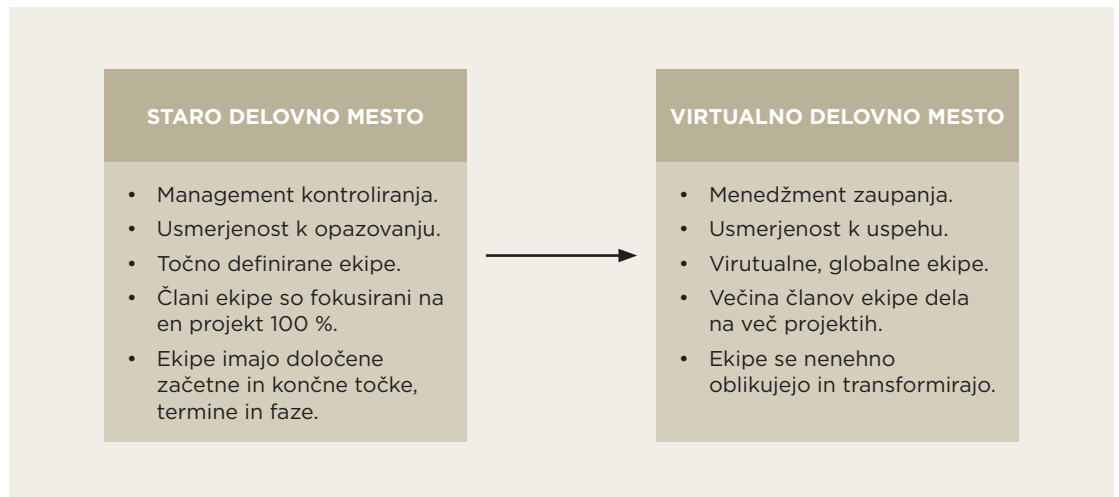 STARO DELOVNO MESTO
• Management kontroliranja.
• Usmerjenost k opazovanju.
• Točno definirane ekipe.
• Člani ekipe so fokusirani na
en projekt 100 %.
• Ekipe imajo določene
začetne in končne točke,
termine in faze.
VIRTUALNO DELOVNO MESTO
• Menedžment zaupanja.
• Usmerjenost k uspehu.
• Virutualne, globalne ekipe.
• Večina članov ekipe dela
na več projektih.
• Ekipe se nenehno
oblikujejo in transformirajo.